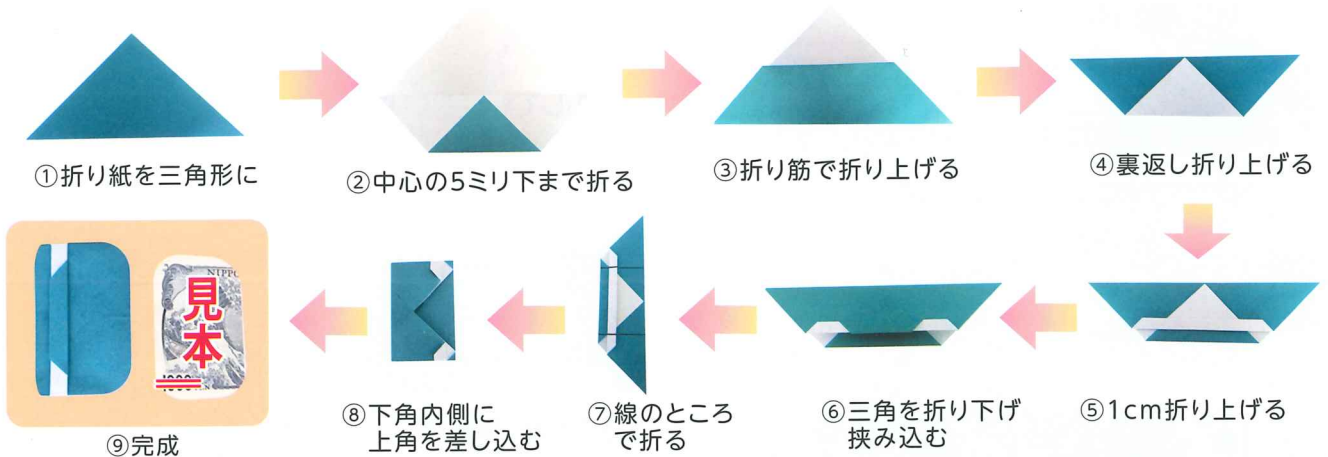 ①折り紙を三角形に
②中心の5ミリ下まで折る
③折り筋で折り上げる
④裏返し折り上げる
⑤1cm折り上げる
⑥三角を折り下げ
挟み込む
⑦線のところ
で折る
⑧下角内側に
上角を差し込む
⑨完成
NIPPO
見本